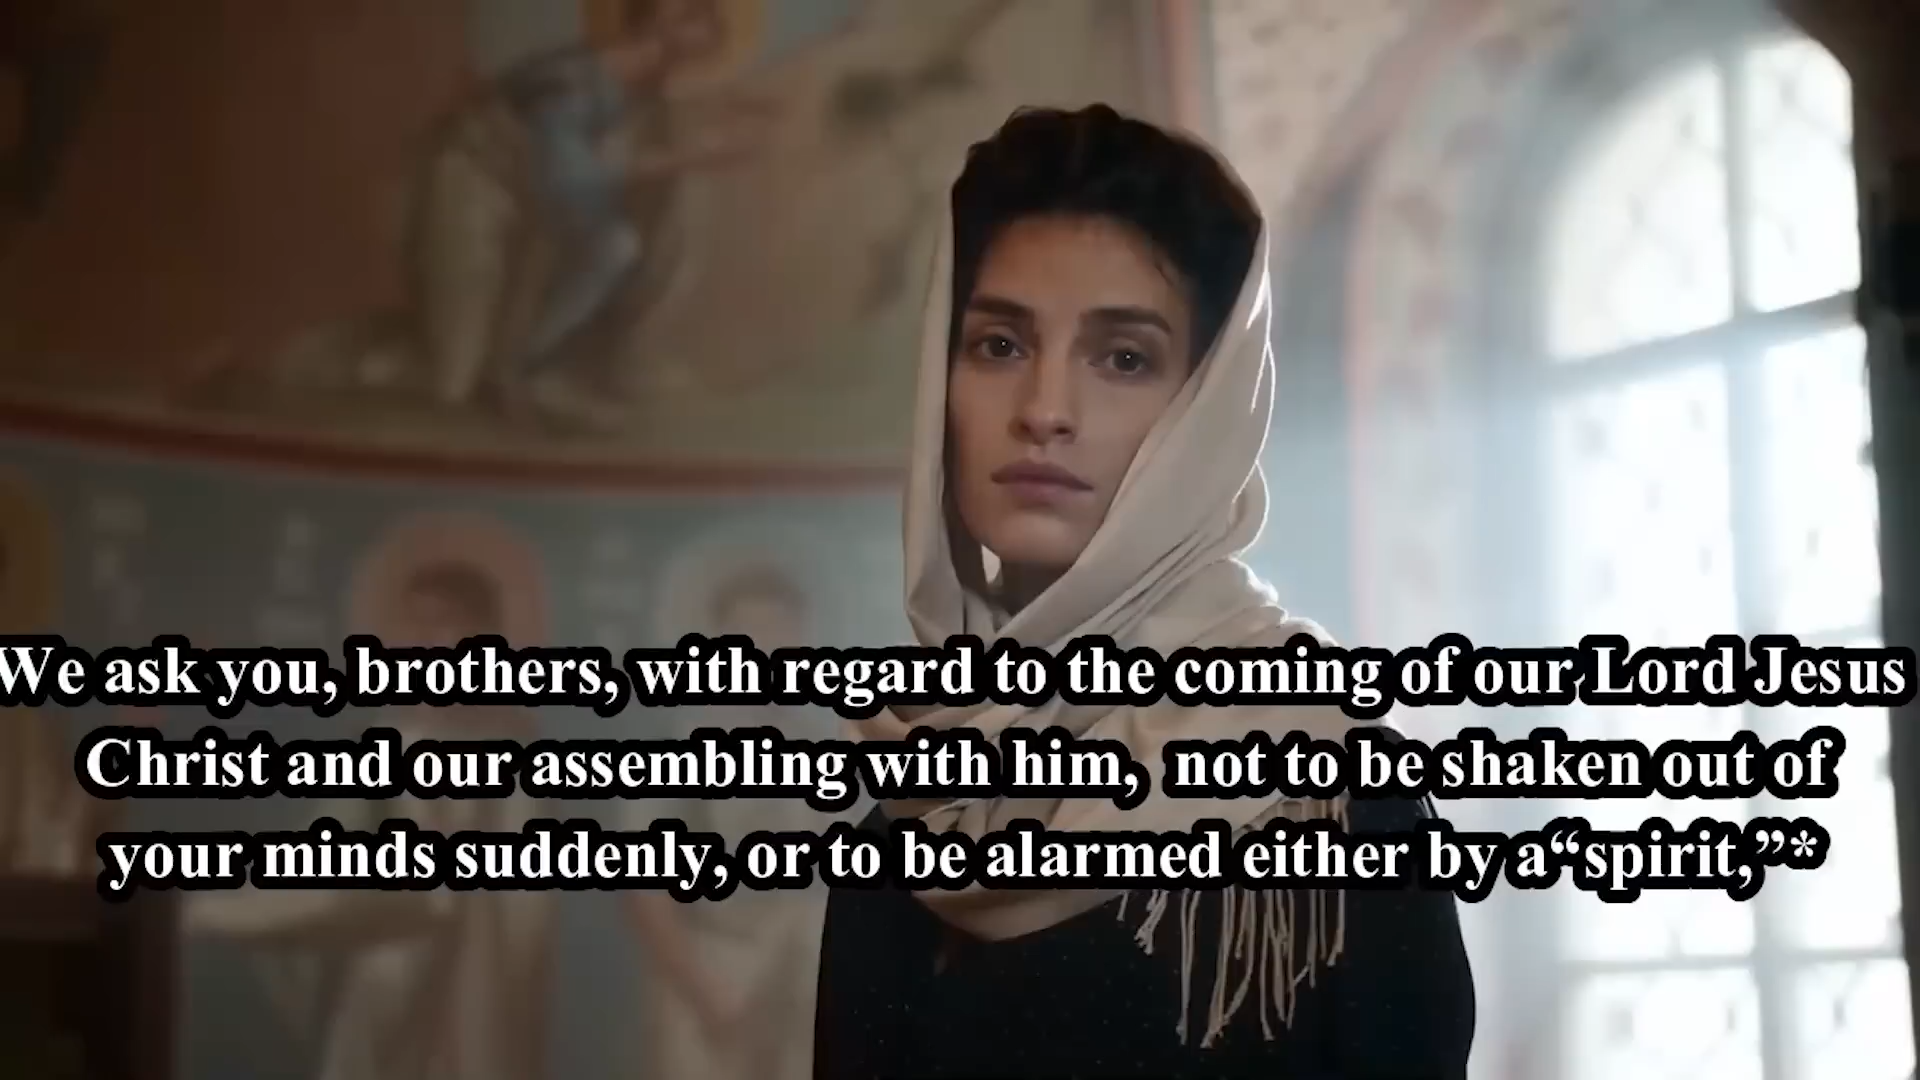 We ask you, brothers, with regard to the coming of our Lord Jesus
Christ and our assembling with him, not to be shaken out of
your minds suddenly, or to be alarmed either by a“spirit,”*